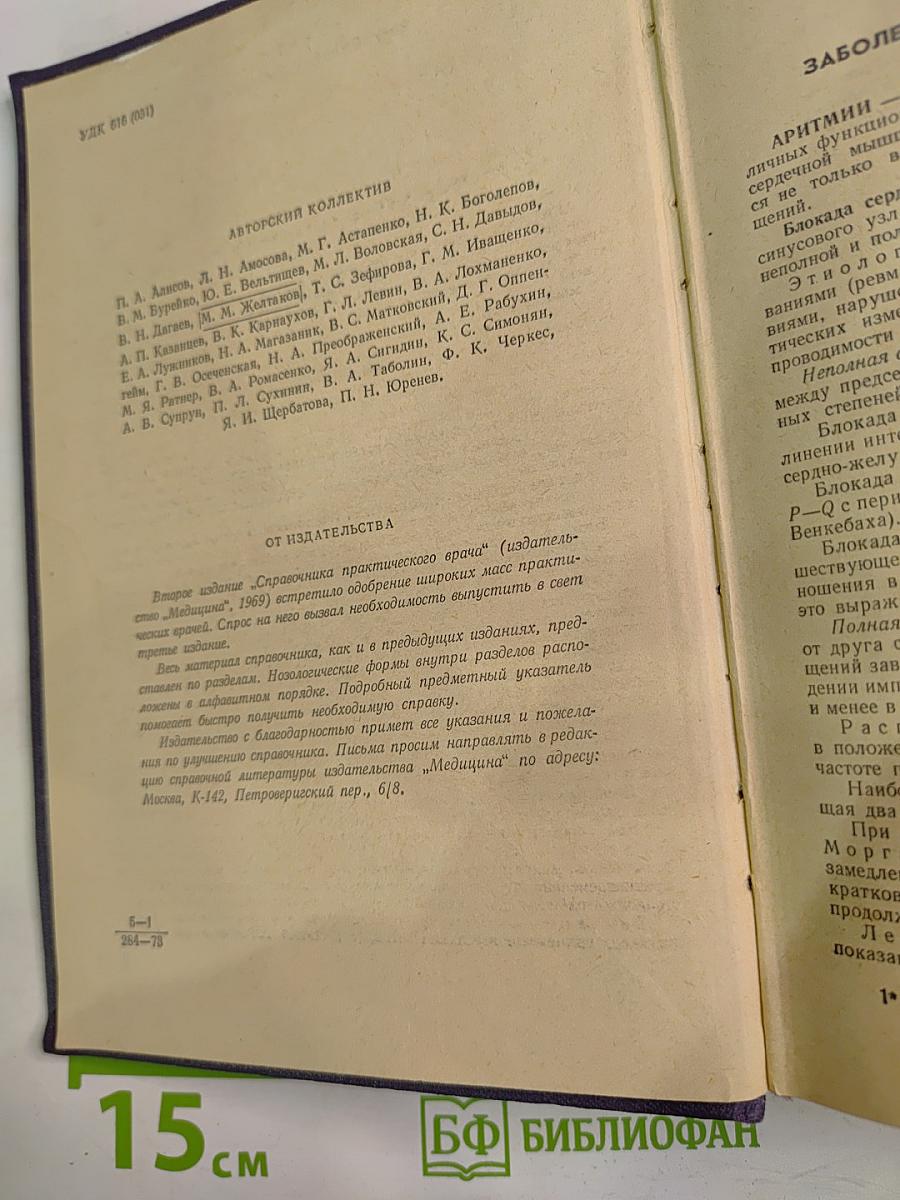 УДК 616 (031)
АВТОРСКИЙ КОЛЛЕКТИВ
П. А. Алисов, Л. Н. Амосова, М. Г. Астапенко, Н. К. Боголепов,
В. М. Бурейко, Ю. Е. Вельтищев, М. Л. Воловская, С. Н. Давыдов,
В. Н. Дагаев, М. М. Желтаков, Т. С. Зефирова, Г. М. Иващенко,
А. П. Казанцев, В. К. Карнаухов, Г. Л. Левин, В. А. Лохманенко,
Е. А. Лужников, Н. А. Магазаник, В. С. Матковский, Д. Г. Оппен-
гейм, Г. В. Осеченская, Н. А. Преображенский, А. Е. Рабухин,
М. Я. Ратнер, В. А. Ромасенко, Я. А. Сигидин, К. С. Симонян,
А. В. Супрун, П. Л. Сухинин, В. А. Таболин, Ф. К. Черкес,
Я. И. Щербатова, П. Н. Юренев.
ОТ ИЗДАТЕЛЬСТВА
Второе издание „Справочника практического врача“ (издатель-
ство „Медицина“, 1969) встретило одобрение широких масс практи-
ческих врачей. Спрос на него вызвал необходимость выпустить в свет
третье издание.
Весь материал справочника, как и в предыдущих изданиях, пред-
ставлен по разделам. Нозологические формы внутри разделов распо-
ложены в алфавитном порядке. Подробный предметный указатель
помогает быстро получить необходимую справку.
Издательство с благодарностью примет все указания и пожела-
ния по улучшению справочника. Письма просим направлять в редак-
цию справочной литературы издательства „Медицина“ по адресу:
Москва, К-142, Петроверигский пер., 6/8.
5—1
284—73
ЗАБОЛЕ
АРИТМИИ —
личных функцио
сердечной мышц
ся не только в
щений.
Блокада серд
синусового узл
неполной и пол
Этиолог
ваниями (ревм
виями, наруше
тических изме
проводимости
Неполная
между предсе
ных степеней
Блокада
линении инте
сердно-желу
Блокада
P—Q с пери
Венкебаха).
Блокада
шествующе
ношения в
это выраж
Полная
от друга с
щений зав
дении имп
и менее в
Расп
в положе
частоте п
Наибо
щая два
При
Морг
замедле
кратков
продолж
Ле
показан
1*
15 см
БФ БИБЛИОФАН